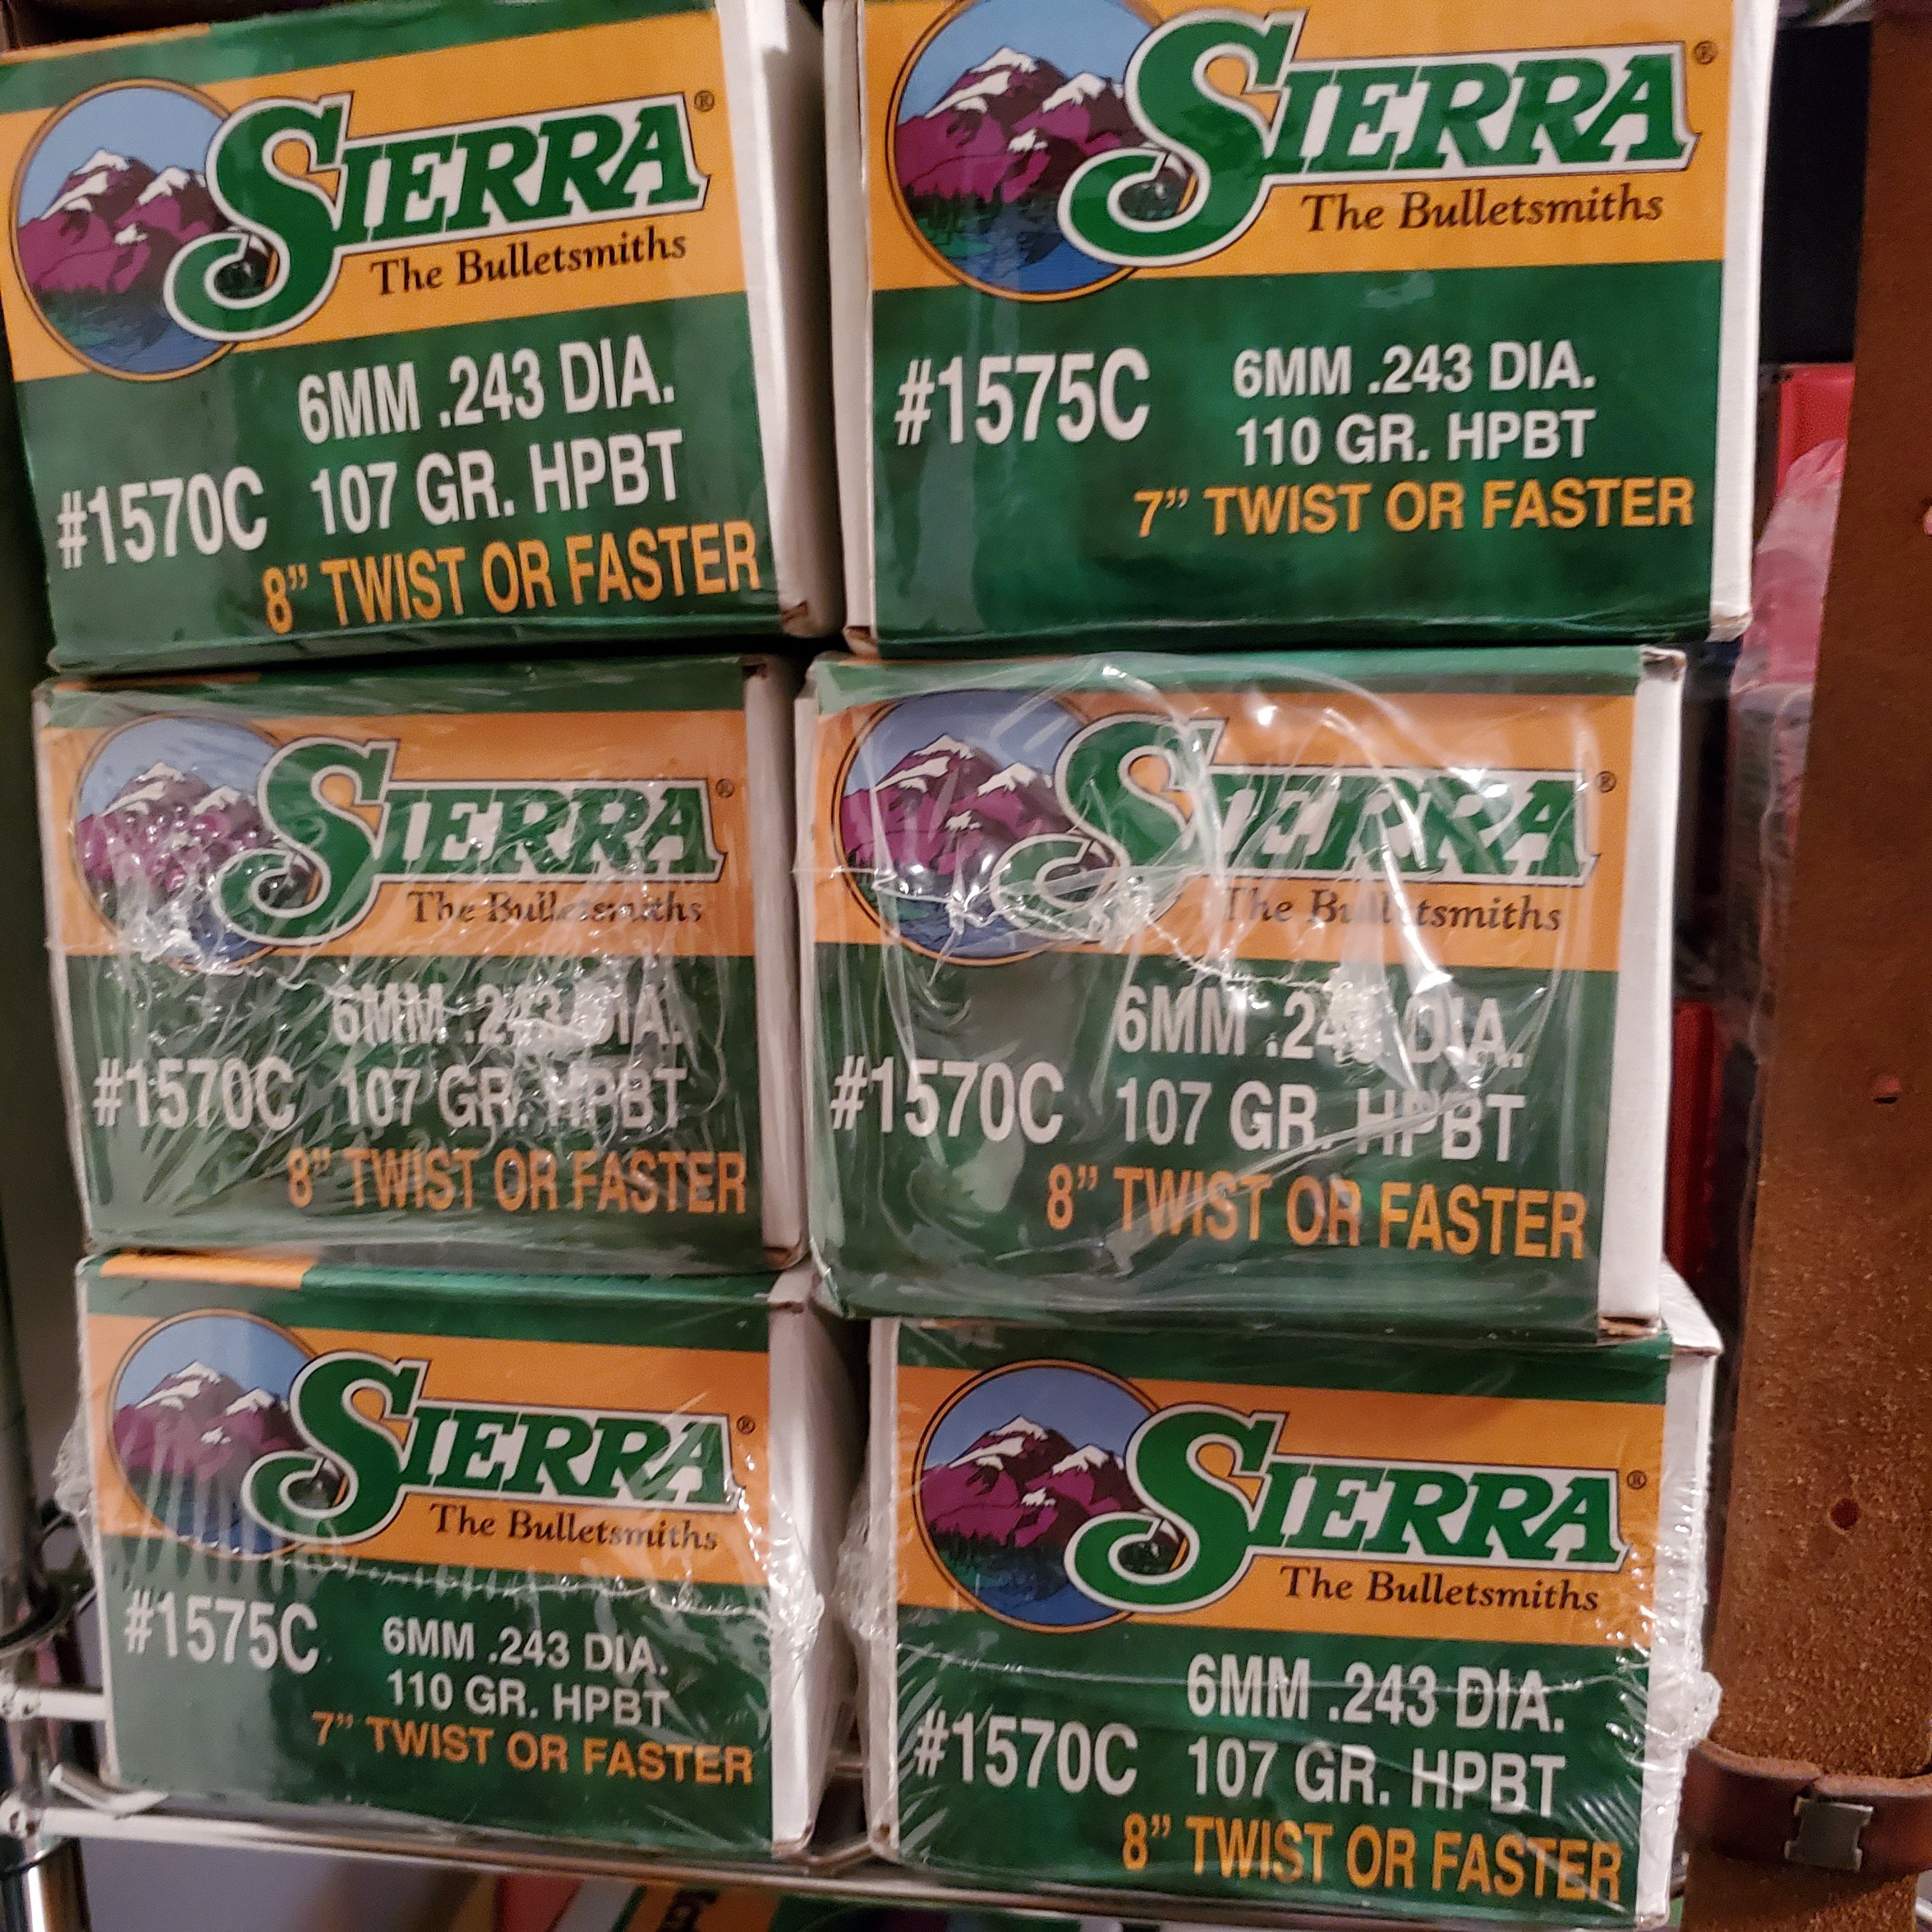 SIERRA®
The Bulletsmiths
6MM .243 DIA.
#1570C 107 GR. HPBT
8” TWIST OR FASTER
SIERRA®
The Bulletsmiths
#1575C 6MM .243 DIA.
110 GR. HPBT
7” TWIST OR FASTER
SIERRA®
The Bulletsmiths
6MM .243 DIA.
#1570C 107 GR. HPBT
8” TWIST OR FASTER
SIERRA®
The Bulletsmiths
6MM .243 DIA.
#1570C 107 GR. HPBT
8” TWIST OR FASTER
SIERRA®
The Bulletsmiths
#1575C 6MM .243 DIA.
110 GR. HPBT
7” TWIST OR FASTER
SIERRA®
The Bulletsmiths
6MM .243 DIA.
#1570C 107 GR. HPBT
8” TWIST OR FASTER